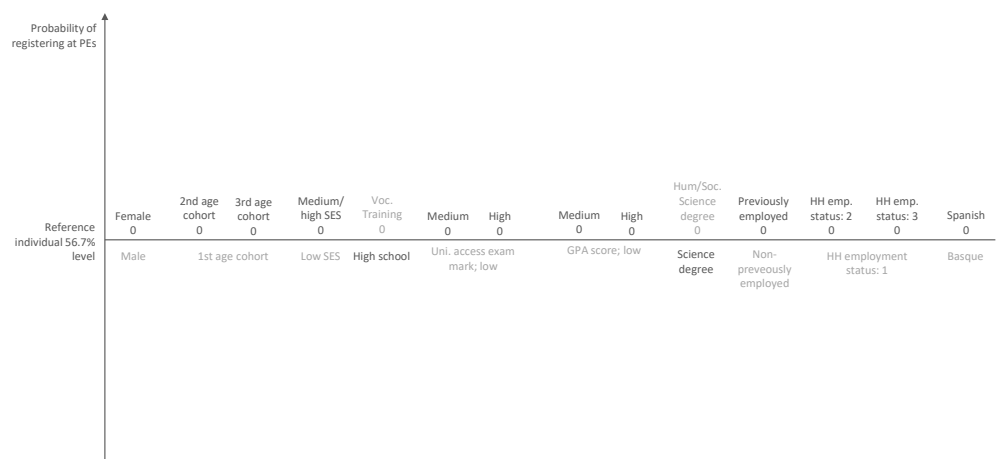 Probability of
registering at PEs
Reference
individual 56.7%
level
Female
0
2nd age
cohort
0
3rd age
cohort
0
Medium/
high SES
0
Voc.
Training
0
Medium
0
High
0
Medium
0
High
0
Hum/Soc.
Science
degree
0
Previously
employed
0
HH emp.
status: 2
0
HH emp.
status: 3
0
Spanish
0
Male
1st age cohort
Low SES
High school
Uni. access exam
mark; low
GPA score; low
Science
degree
Non-
preveously
employed
HH employment
status: 1
Basque